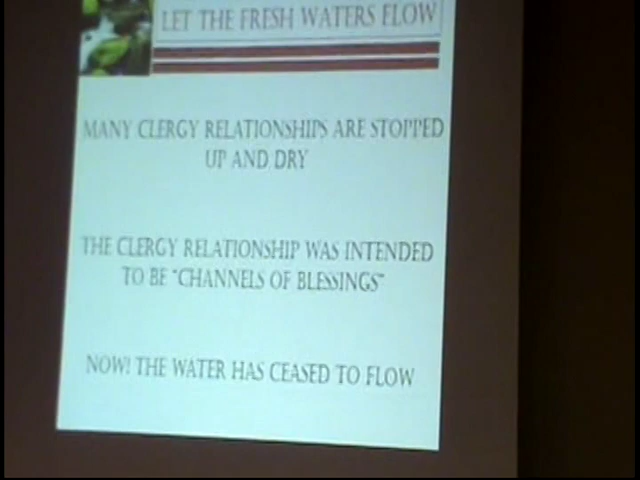 LET THE FRESH WATERS FLOW
MANY CLERGY RELATIONSHIPS ARE STOPPED
UP AND DRY
THE CLERGY RELATIONSHIP WAS INTENDED
TO BE "CHANNELS OF BLESSINGS"
NOW! THE WATER HAS CEASED TO FLOW